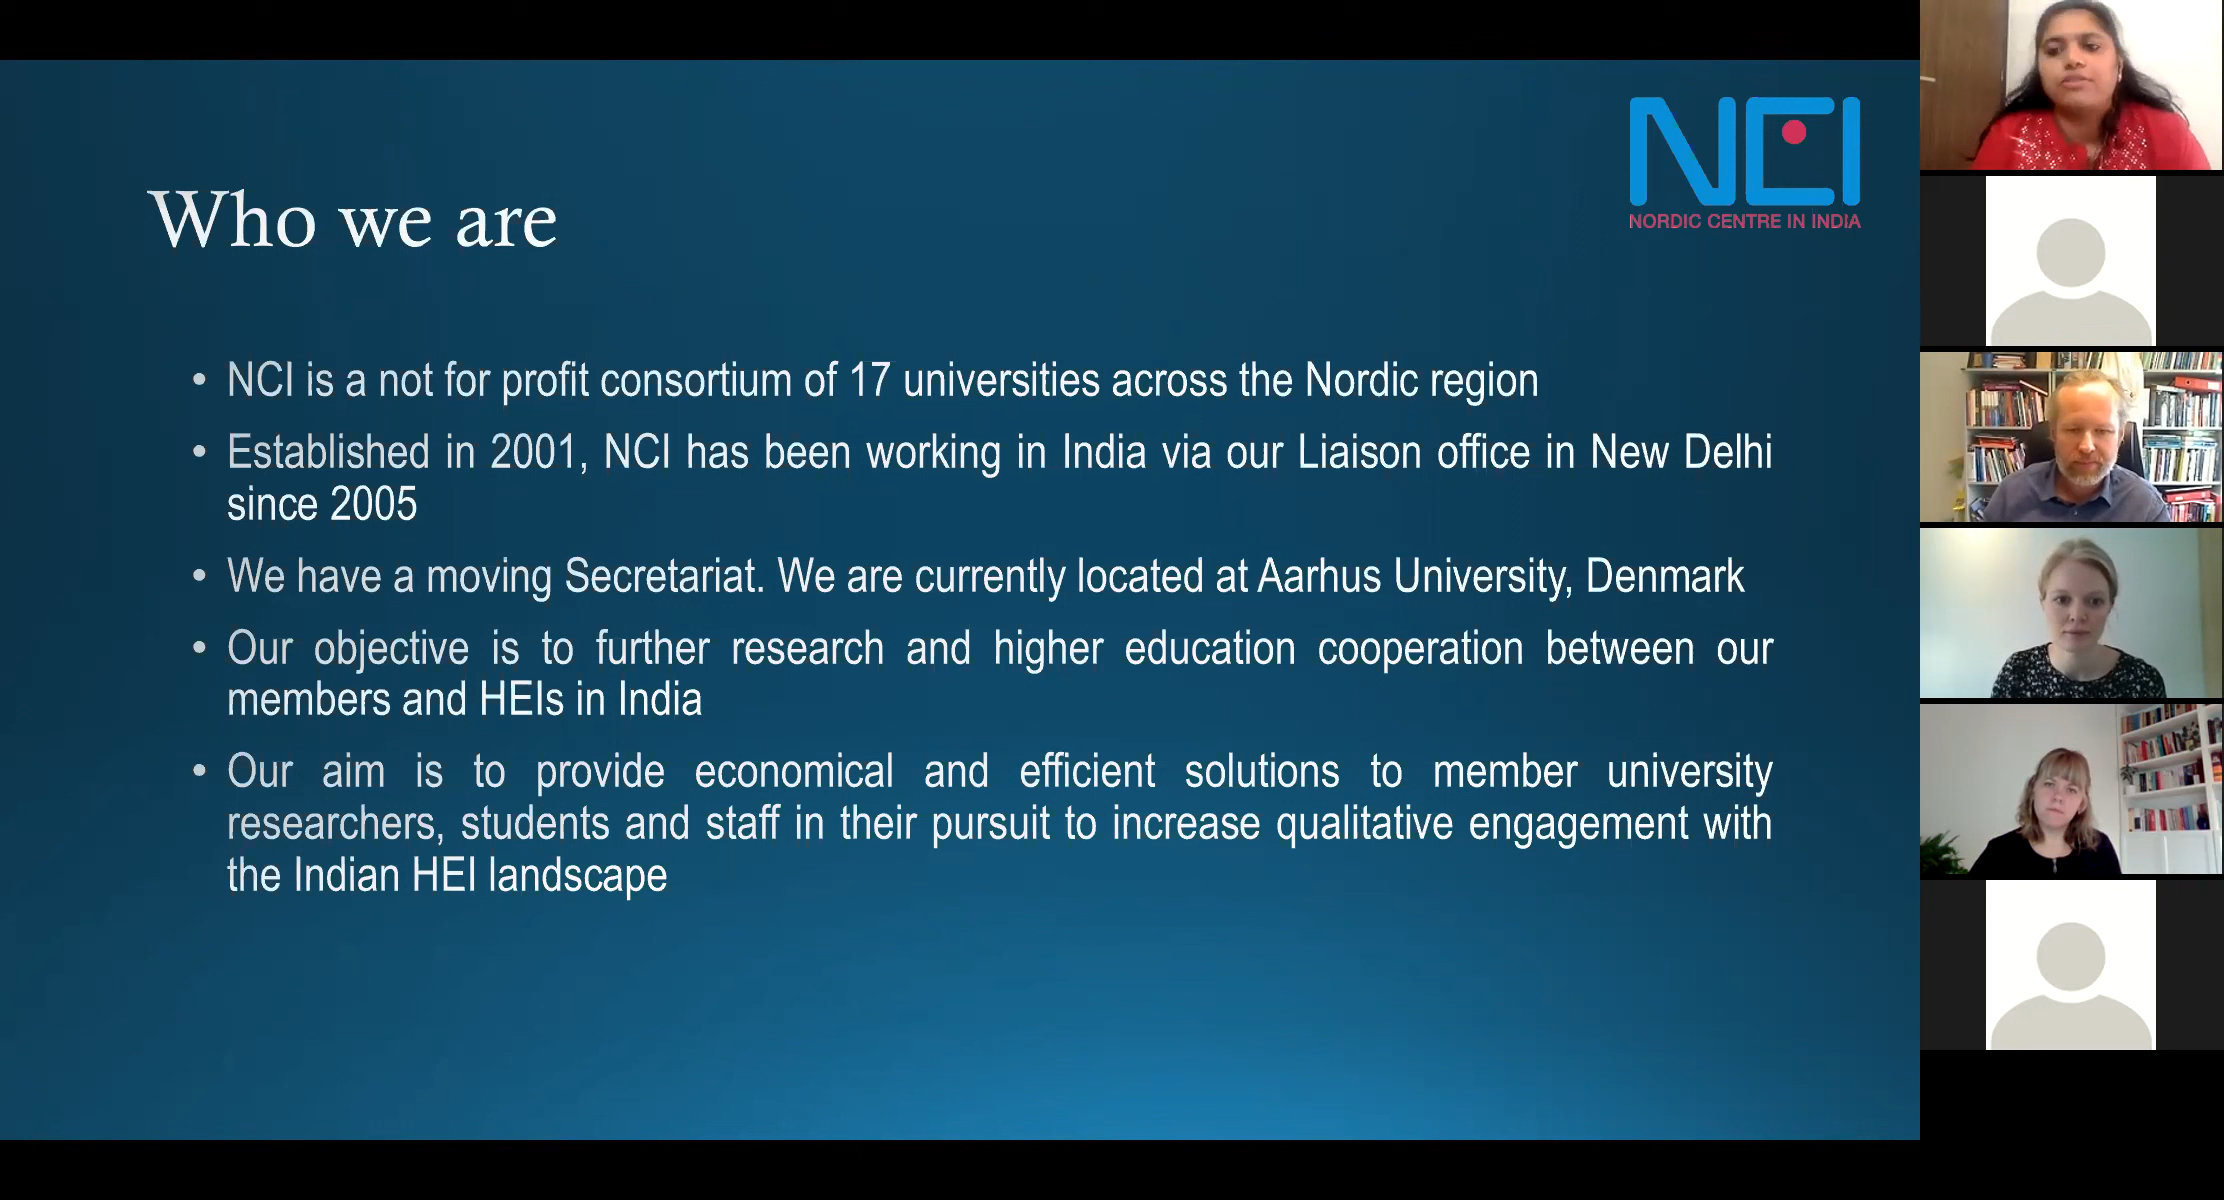 NCI
NORDIC CENTRE IN INDIA
Who we are
• NCI is a not for profit consortium of 17 universities across the Nordic region
• Established in 2001, NCI has been working in India via our Liaison office in New Delhi
since 2005
• We have a moving Secretariat. We are currently located at Aarhus University, Denmark
• Our objective is to further research and higher education cooperation between our
members and HEIs in India
• Our aim is to provide economical and efficient solutions to member university
researchers, students and staff in their pursuit to increase qualitative engagement with
the Indian HEI landscape